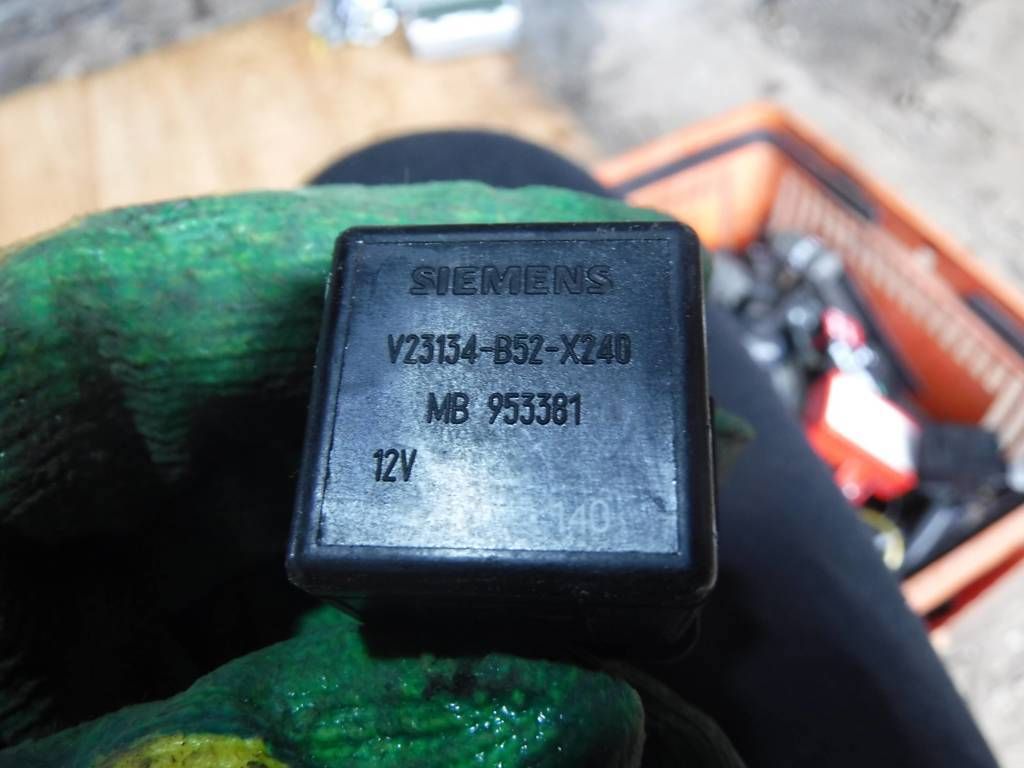 SIEMENS
V23134-B52-X240
MB 953381
12V
140